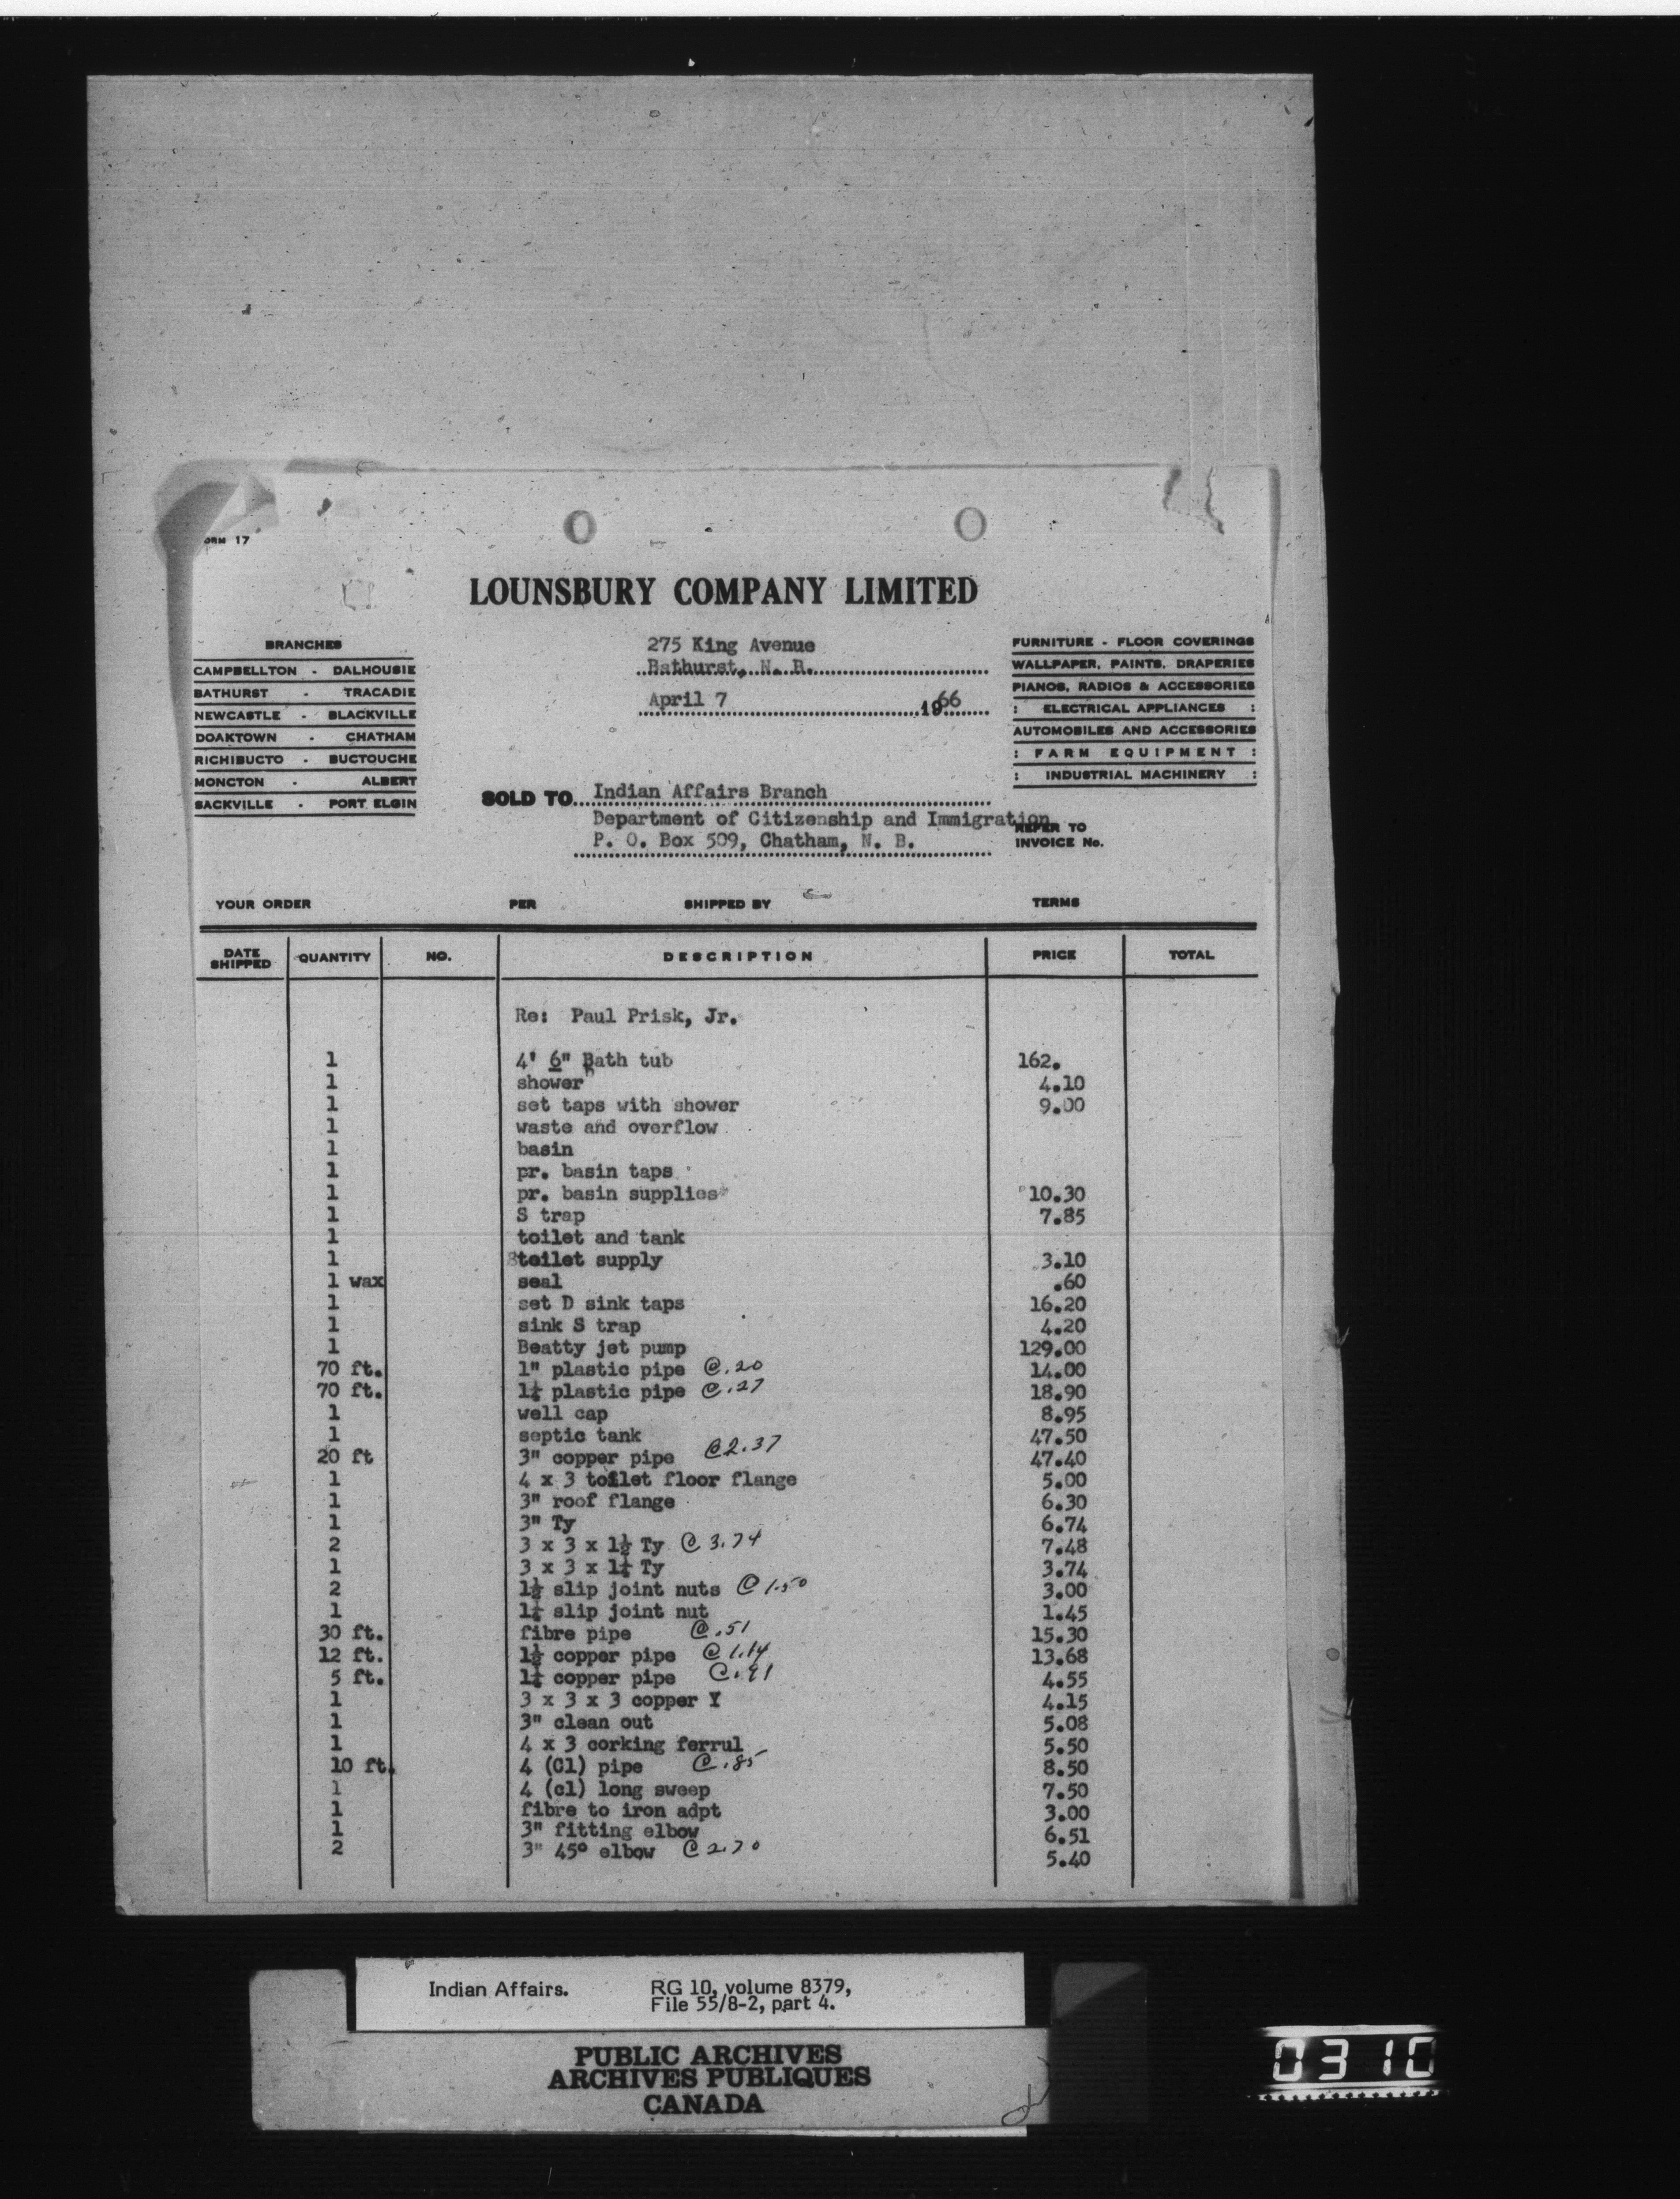 FORM 17
LOUNSBURY COMPANY LIMITED
BRANCHES
CAMPBELLTON - DALHOUSIE
BATHURST - TRACADIE
NEWCASTLE - BLACKVILLE
DOAKTOWN - CHATHAM
RICHIBUCTO - BUCTOUCHE
MONCTON - ALBERT
SACKVILLE - PORT ELGIN
275 King Avenue
Bathurst, N. B.
April 7 1966
FURNITURE - FLOOR COVERINGS
WALLPAPER, PAINTS, DRAPERIES
PIANOS, RADIOS & ACCESSORIES
: ELECTRICAL APPLIANCES :
AUTOMOBILES AND ACCESSORIES
: FARM EQUIPMENT :
: INDUSTRIAL MACHINERY :
SOLD TO Indian Affairs Branch
Department of Citizenship and Immigration
P. O. Box 509, Chatham, N. B.
REFER TO
INVOICE No.
YOUR ORDER PER SHIPPED BY TERMS
DATE SHIPPED QUANTITY NO. DESCRIPTION PRICE TOTAL
Re: Paul Prisk, Jr.
1 4' 6" Bath tub 162.
1 shower 4.10
1 set taps with shower 9.00
1 waste and overflow
1 basin
1 pr. basin taps
1 pr. basin supplies 10.30
1 S trap 7.85
1 toilet and tank
1 toilet supply 3.10
1 wax seal .60
1 set D sink taps 16.20
1 sink S trap 4.20
1 Beatty jet pump 129.00
70 ft. 1" plastic pipe @ .20 14.00
70 ft. 1¼ plastic pipe @ .27 18.90
1 well cap 8.95
1 septic tank 47.50
20 ft 3" copper pipe @ 2.37 47.40
1 4 x 3 toilet floor flange 5.00
1 3" roof flange 6.30
1 3" Ty 6.74
2 3 x 3 x 1½ Ty @ 3.74 7.48
1 3 x 3 x 1¼ Ty 3.74
2 1½ slip joint nuts @ 1.50 3.00
1 1¼ slip joint nut 1.45
30 ft. fibre pipe @ .51 15.30
12 ft. 1½ copper pipe @ 1.14 13.68
5 ft. 1¼ copper pipe @ .91 4.55
1 3 x 3 x 3 copper Y 4.15
1 3" clean out 5.08
1 4 x 3 corking ferrul 5.50
10 ft. 4 (Cl) pipe @ .85 8.50
1 4 (cl) long sweep 7.50
1 fibre to iron adpt 3.00
1 3" fitting elbow 6.51
2 3" 45° elbow @ 2.70 5.40
Indian Affairs. RG 10, volume 8379,
File 55/8-2, part 4.
PUBLIC ARCHIVES
ARCHIVES PUBLIQUES
CANADA
0310